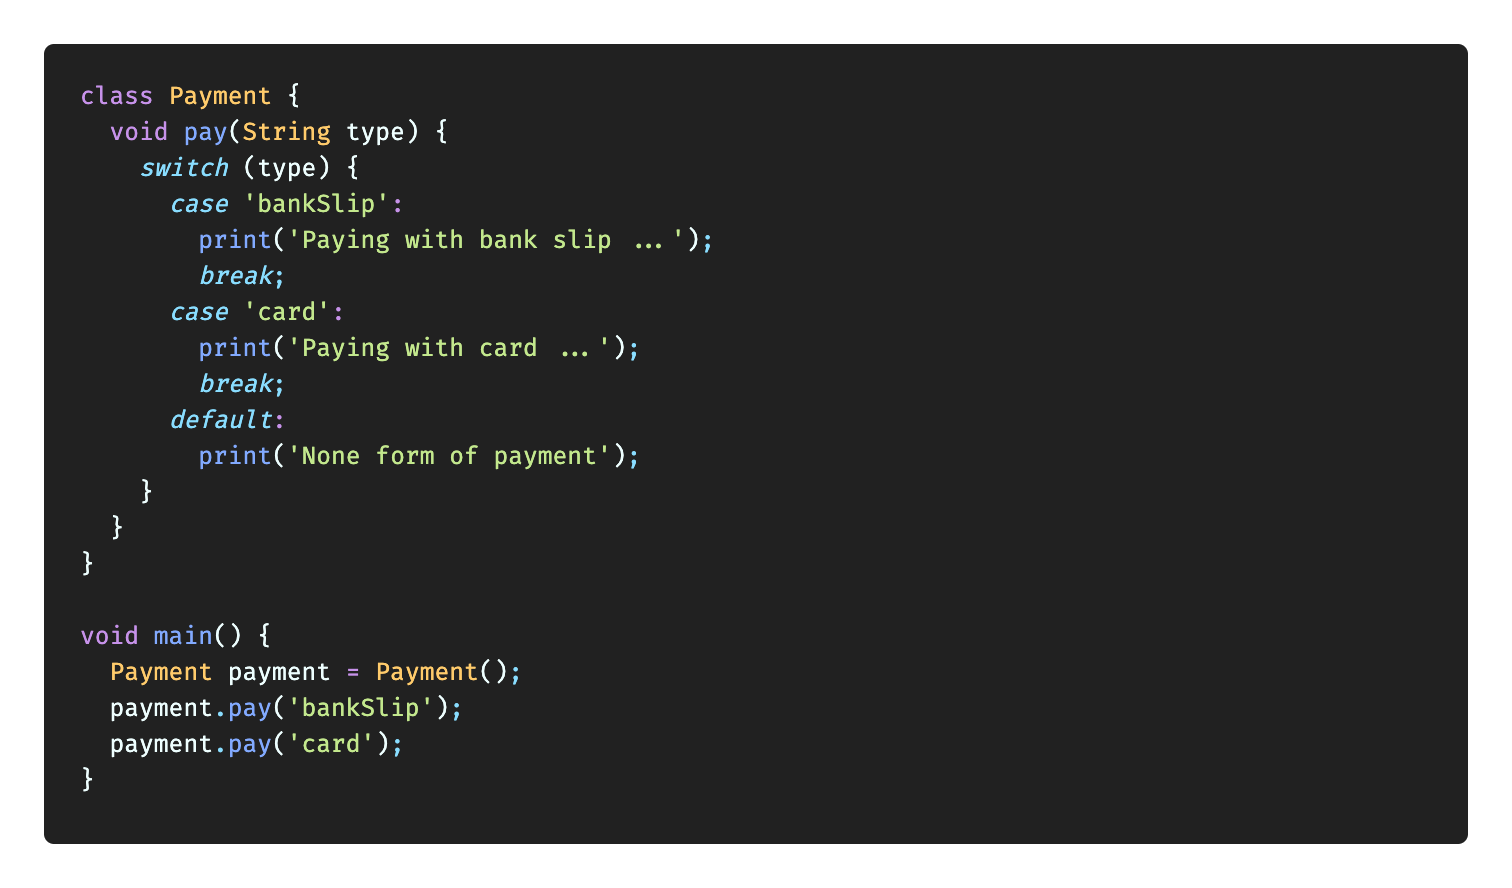 class Payment {
  void pay(String type) {
    switch (type) {
      case 'bankSlip':
        print('Paying with bank slip ...');
        break;
      case 'card':
        print('Paying with card ...');
        break;
      default:
        print('None form of payment');
    }
  }
}

void main() {
  Payment payment = Payment();
  payment.pay('bankSlip');
  payment.pay('card');
}